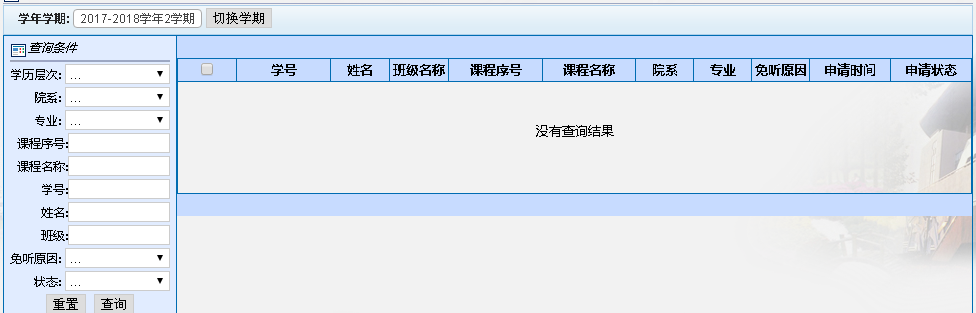 学年学期: 2017-2018学年2学期 切换学期
查询条件
学历层次: ...
院系: ...
专业: ...
课程序号:
课程名称:
学号:
姓名:
班级:
免听原因: ...
状态: ...
重置 查询
学号 姓名 班级名称 课程序号 课程名称 院系 专业 免听原因 申请时间 申请状态
没有查询结果